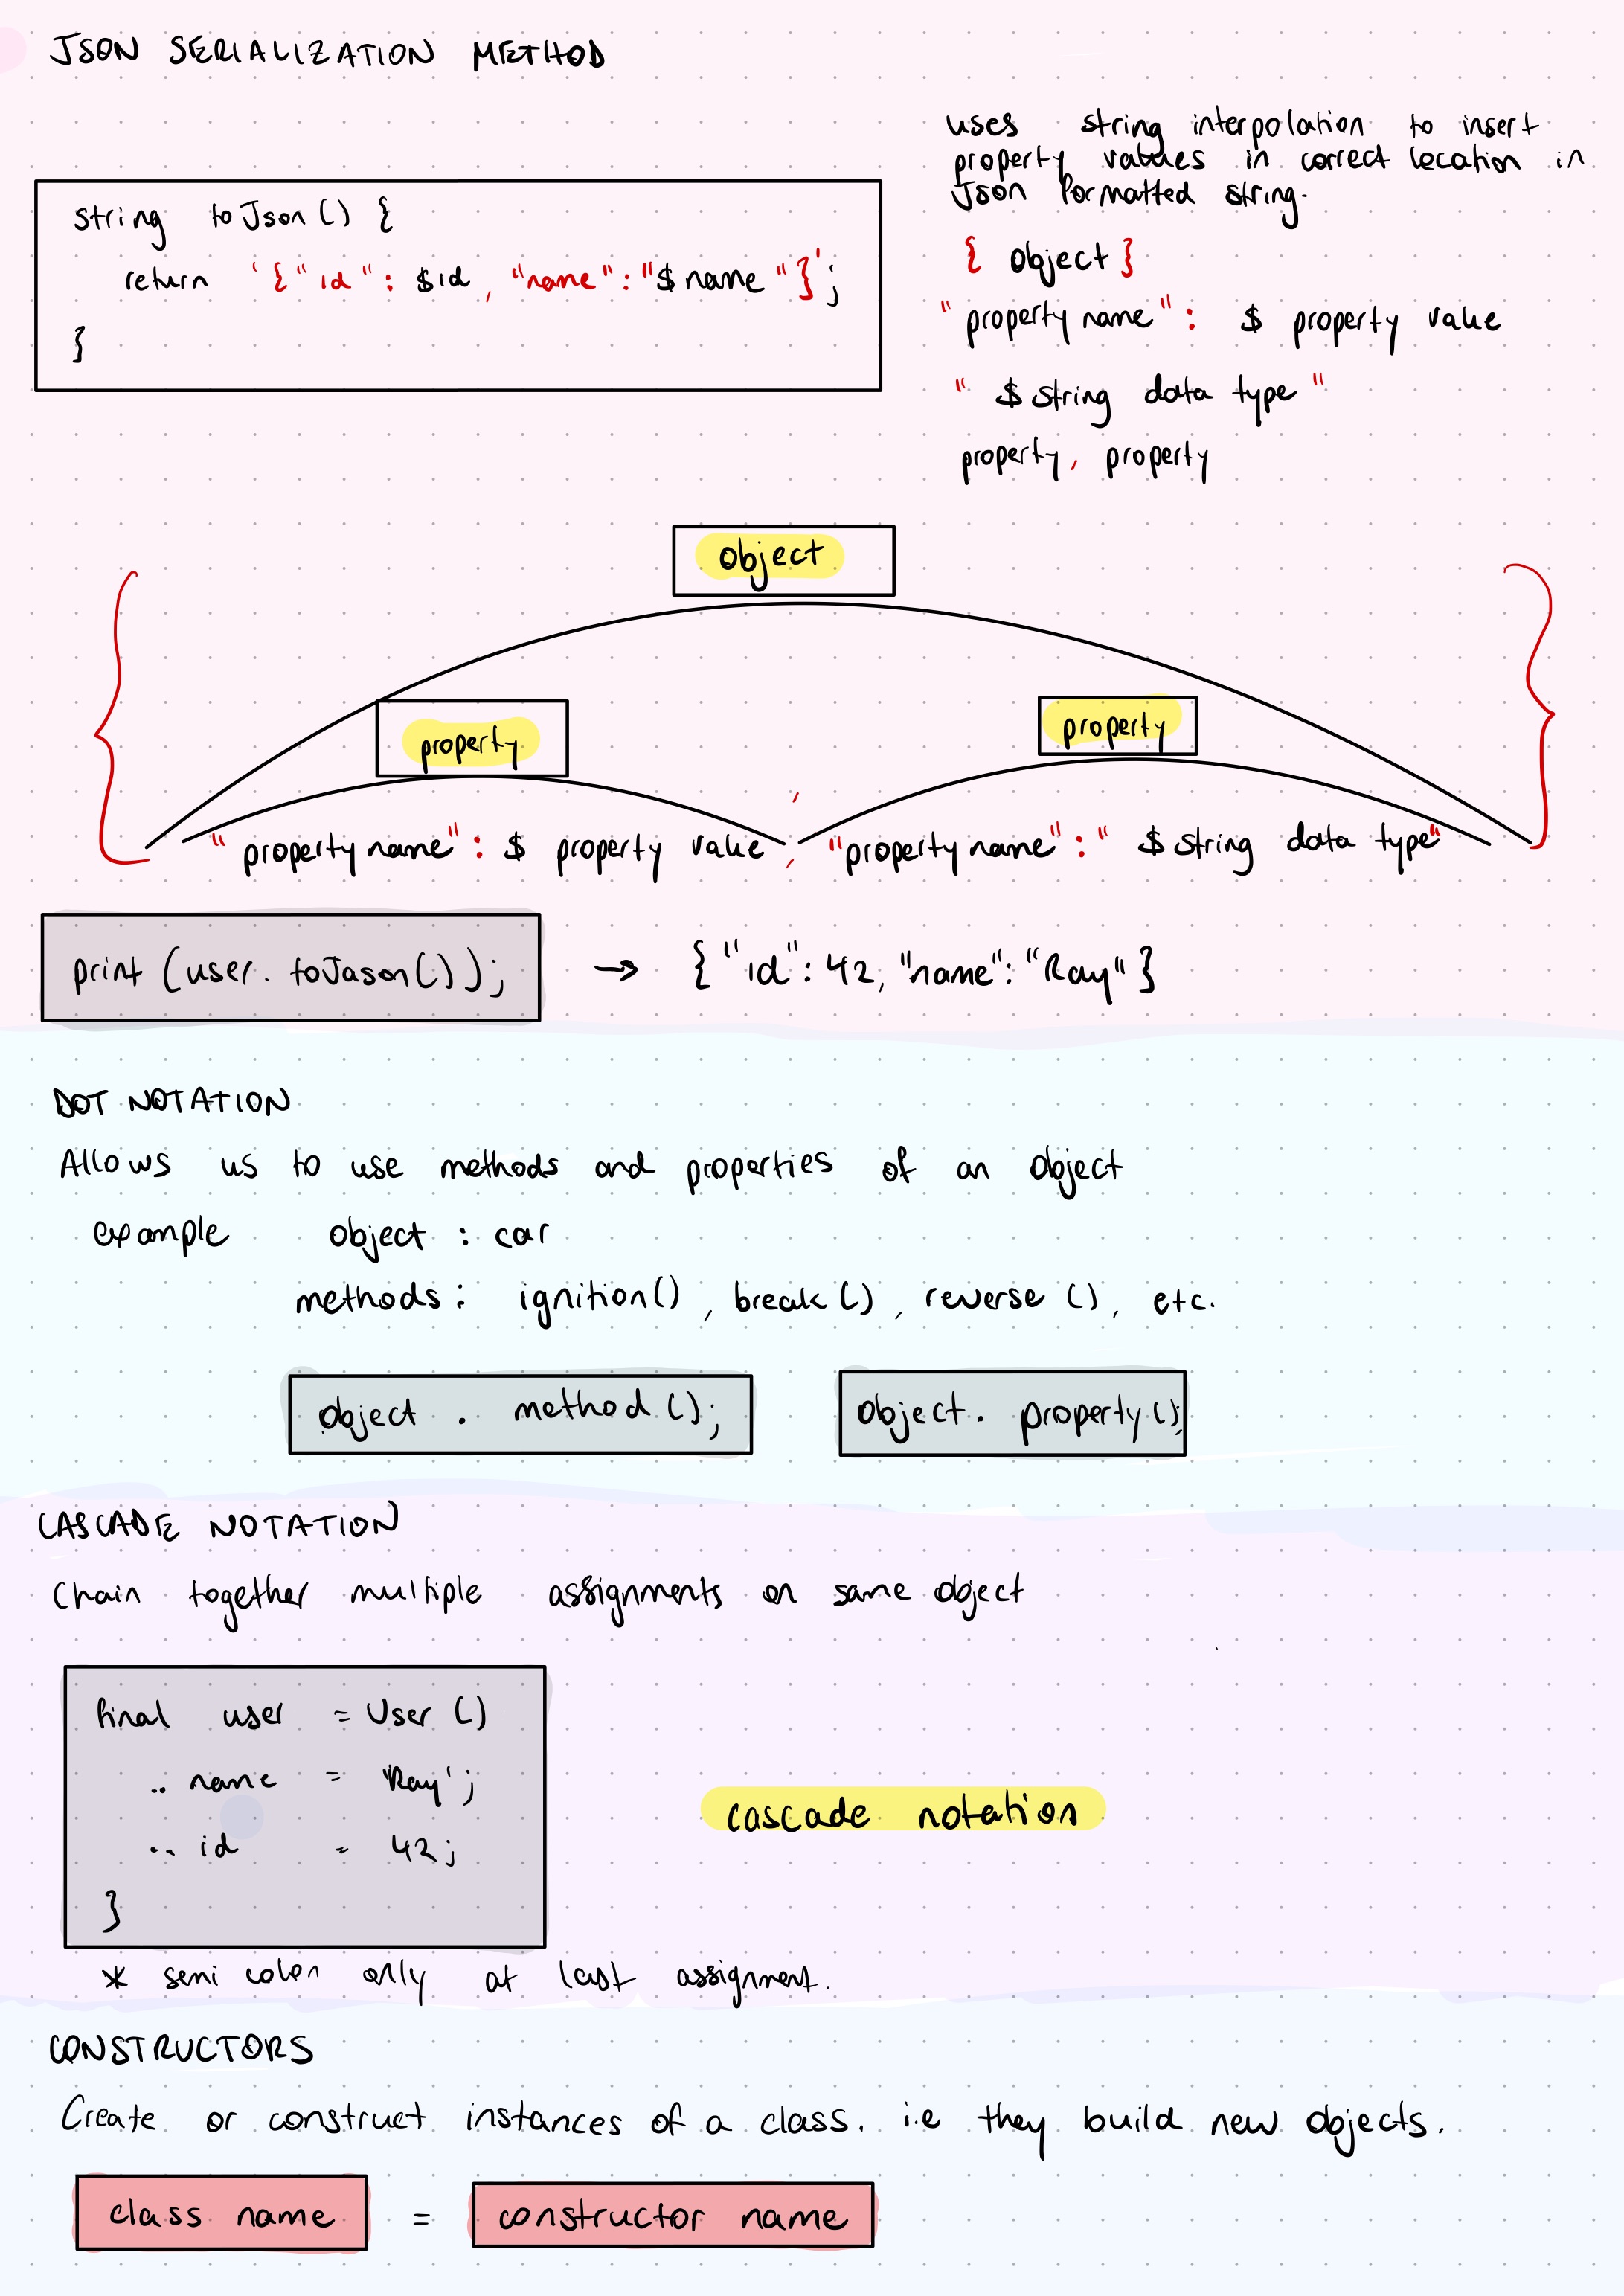 JSON SERIALIZATION METHOD
uses string interpolation to insert
property values in correct location in
Json formatted string.
string toJson() {
return '{"id": $id, "name":"$name"}';
}
{ object }
"property name": $ property value
"$string data type"
property, property
object
property
property
{ "property name": $ property value, "property name":" $string data type" }
print (user. toJason());
→ {"id": 42, "name": "Ray"}
DOT NOTATION
Allows us to use methods and properties of an object
example object : car
methods: ignition(), break(), reverse(), etc.
object . method();
object. property();
CASCADE NOTATION
Chain together multiple assignments on same object
final user = User()
.. name = 'Ray';
.. id = 42;
}
cascade notation
* semi colon only at last assignment.
CONSTRUCTORS
Create or construct instances of a class. i.e they build new objects.
class name = constructor name